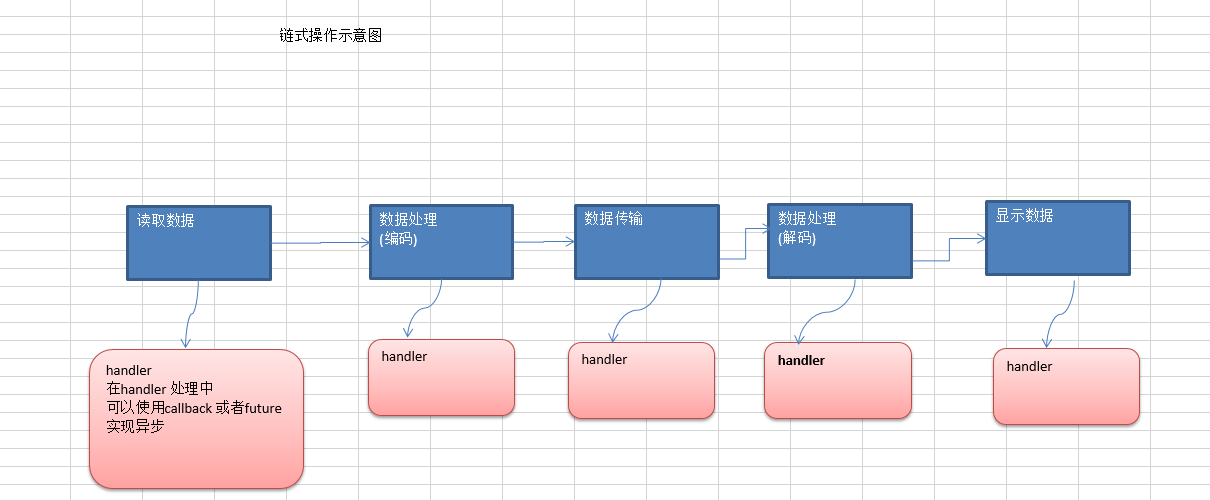 链式操作示意图
读取数据
数据处理
(编码)
数据传输
数据处理
(解码)
显示数据
handler
在handler 处理中
可以使用callback 或者future
实现异步
handler
handler
handler
handler